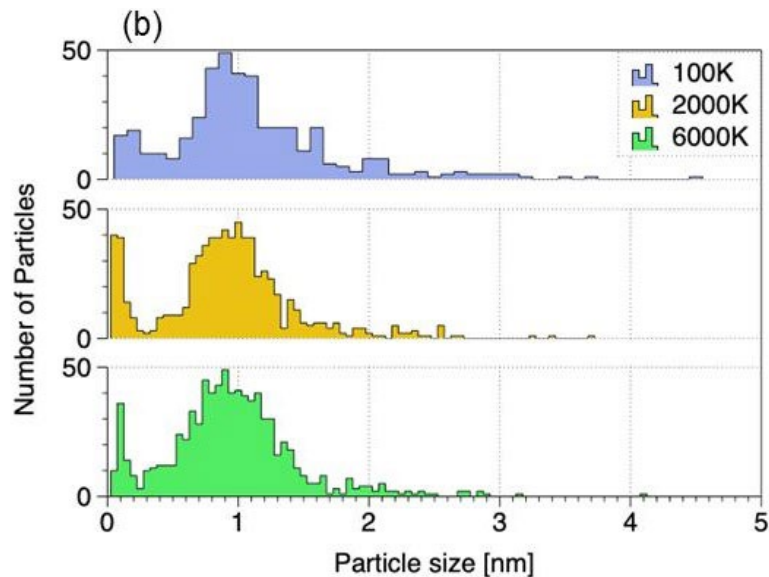 (b)
50
0
100K
2000K
6000K
50
0
50
0
Number of Particles
0 1 2 3 4 5
Particle size [nm]